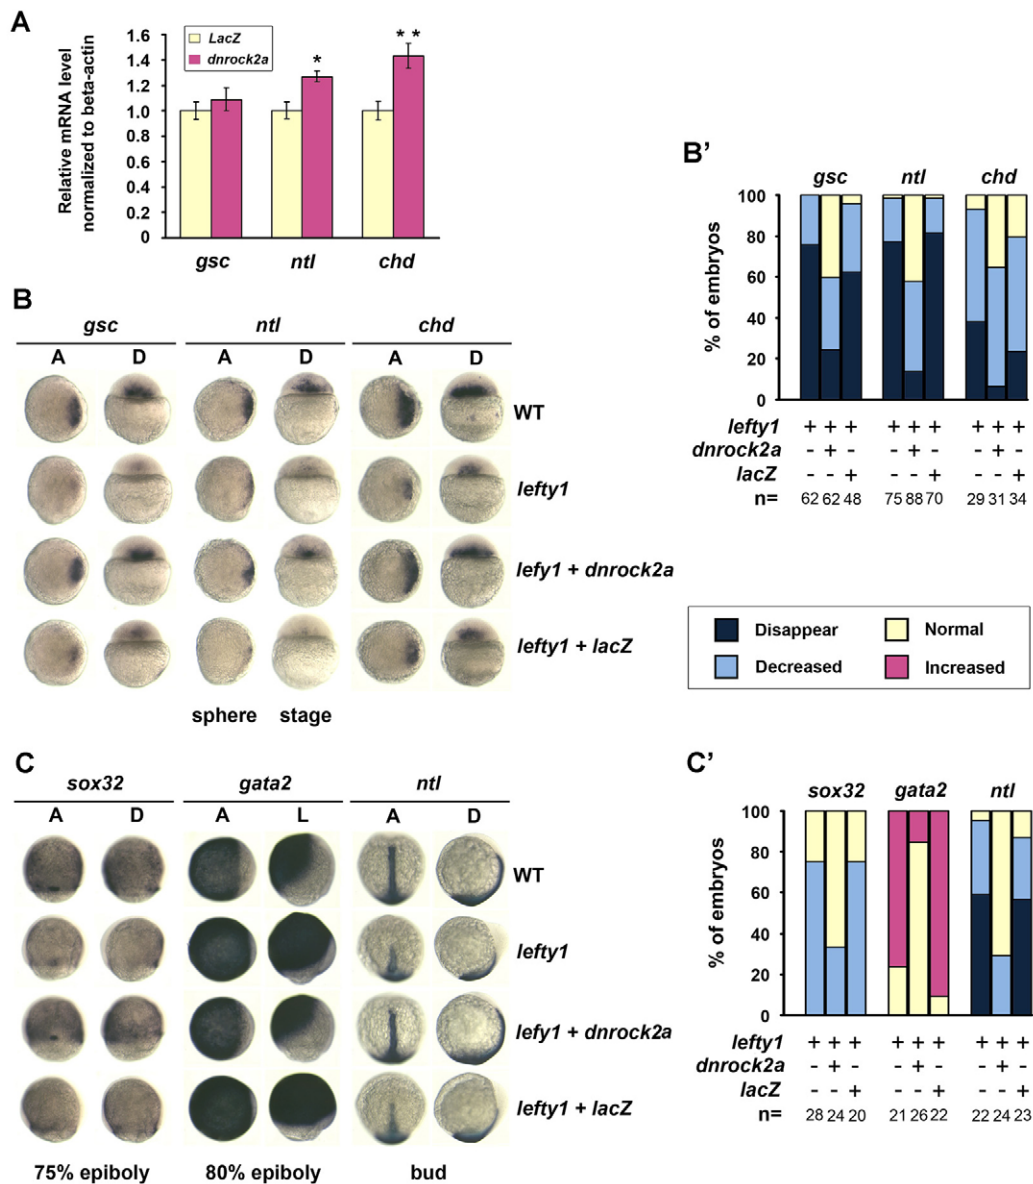 A
Relative mRNA level
normalized to beta-actin
1.6
1.4
1.2
1.0
0.8
0.6
0.4
0.2
0
LacZ
dnrock2a
*
* *
gsc ntl chd
B
gsc ntl chd
A D A D A D
WT
lefty1
lefy1 + dnrock2a
lefty1 + lacZ
sphere stage
B'
gsc ntl chd
% of embryos
100
80
60
40
20
0
lefty1 + + + + + + + + +
dnrock2a - + - - + - - + -
lacZ - - + - - + - - +
n= 62 62 48 75 88 70 29 31 34
Disappear Normal
Decreased Increased
C
sox32 gata2 ntl
A D A L A D
WT
lefty1
lefy1 + dnrock2a
lefty1 + lacZ
75% epiboly 80% epiboly bud
C'
sox32 gata2 ntl
% of embryos
100
80
60
40
20
0
lefty1 + + + + + + + + +
dnrock2a - + - - + - - + -
lacZ - - + - - + - - +
n= 28 24 20 21 26 22 22 24 23